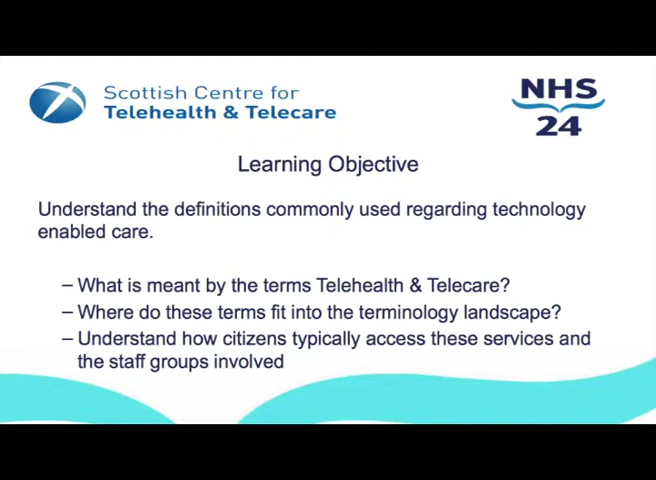 Scottish Centre for
Telehealth & Telecare
NHS
24
Learning Objective
Understand the definitions commonly used regarding technology
enabled care.
– What is meant by the terms Telehealth & Telecare?
– Where do these terms fit into the terminology landscape?
– Understand how citizens typically access these services and
the staff groups involved